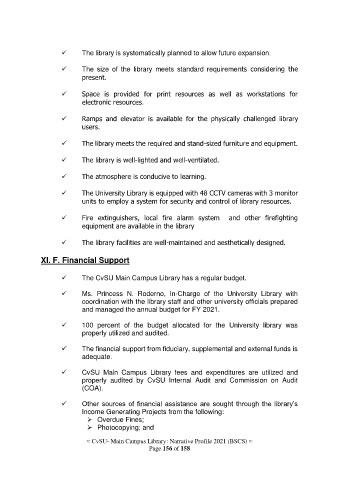 ✓ The library is systematically planned to allow future expansion.
✓ The size of the library meets standard requirements considering the
present.
✓ Space is provided for print resources as well as workstations for
electronic resources.
✓ Ramps and elevator is available for the physically challenged library
users.
✓ The library meets the required and stand-sized furniture and equipment.
✓ The library is well-lighted and well-ventilated.
✓ The atmosphere is conducive to learning.
✓ The University Library is equipped with 48 CCTV cameras with 3 monitor
units to employ a system for security and control of library resources.
✓ Fire extinguishers, local fire alarm system and other firefighting
equipment are available in the library
✓ The library facilities are well-maintained and aesthetically designed.
XI. F. Financial Support
✓ The CvSU Main Campus Library has a regular budget.
✓ Ms. Princess N. Roderno, In-Charge of the University Library with
coordination with the library staff and other university officials prepared
and managed the annual budget for FY 2021.
✓ 100 percent of the budget allocated for the University library was
properly utilized and audited.
✓ The financial support from fiduciary, supplemental and external funds is
adequate.
✓ CvSU Main Campus Library fees and expenditures are utilized and
properly audited by CvSU Internal Audit and Commission on Audit
(COA).
✓ Other sources of financial assistance are sought through the library's
Income Generating Projects from the following:
➢ Overdue Fines;
➢ Photocopying; and
= CvSU- Main Campus Library: Narrative Profile 2021 (BSCS) =
Page 156 of 158